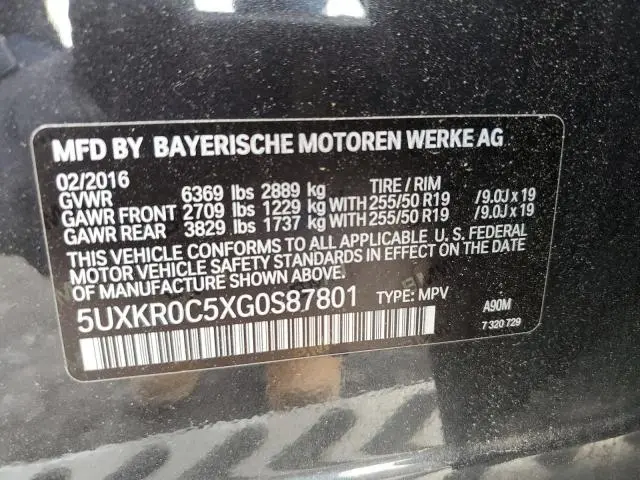 MFD BY BAYERISCHE MOTOREN WERKE AG
02/2016
GVWR 6369 lbs 2889 kg TIRE / RIM
GAWR FRONT 2709 lbs 1229 kg WITH 255/50 R19 /9.0J x 19
GAWR REAR 3829 lbs 1737 kg WITH 255/50 R19 /9.0J x 19
THIS VEHICLE CONFORMS TO ALL APPLICABLE U.S. FEDERAL
MOTOR VEHICLE SAFETY STANDARDS IN EFFECT ON THE DATE
OF MANUFACTURE SHOWN ABOVE.
5UXKR0C5XG0S87801 TYPE: MPV A90M
7 320 729